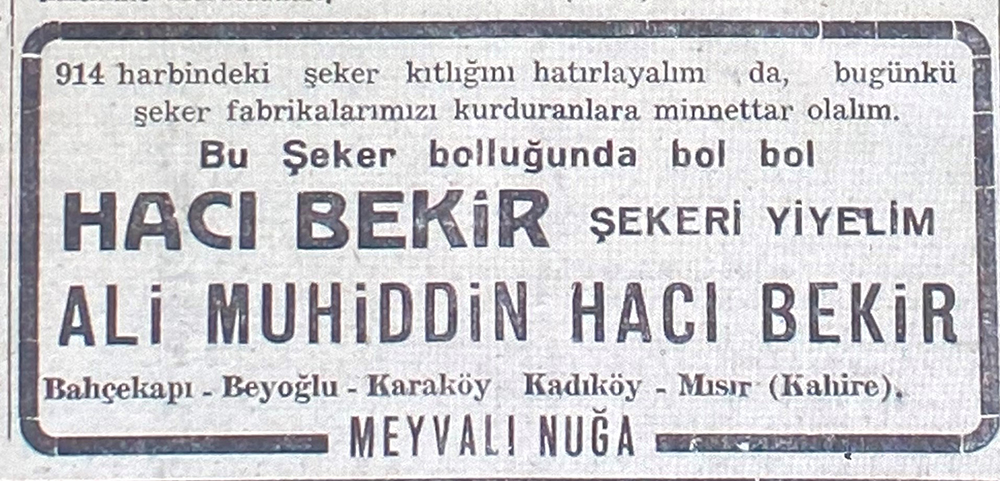 914 harbindeki şeker kıtlığını hatırlayalım da, bugünkü
şeker fabrikalarımızı kurduranlara minnettar olalım.
Bu Şeker bolluğunda bol bol
HACI BEKİR ŞEKERİ YİYELİM
ALİ MUHİDDİN HACI BEKİR
Bahçekapı - Beyoğlu - Karaköy Kadıköy - Mısır (Kahire).
MEYVALI NUĞA